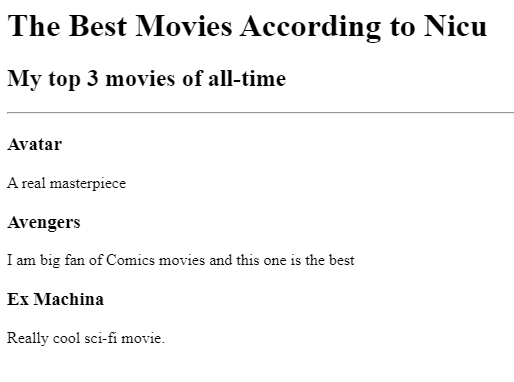 The Best Movies According to Nicu
My top 3 movies of all-time
Avatar
A real masterpiece
Avengers
I am big fan of Comics movies and this one is the best
Ex Machina
Really cool sci-fi movie.